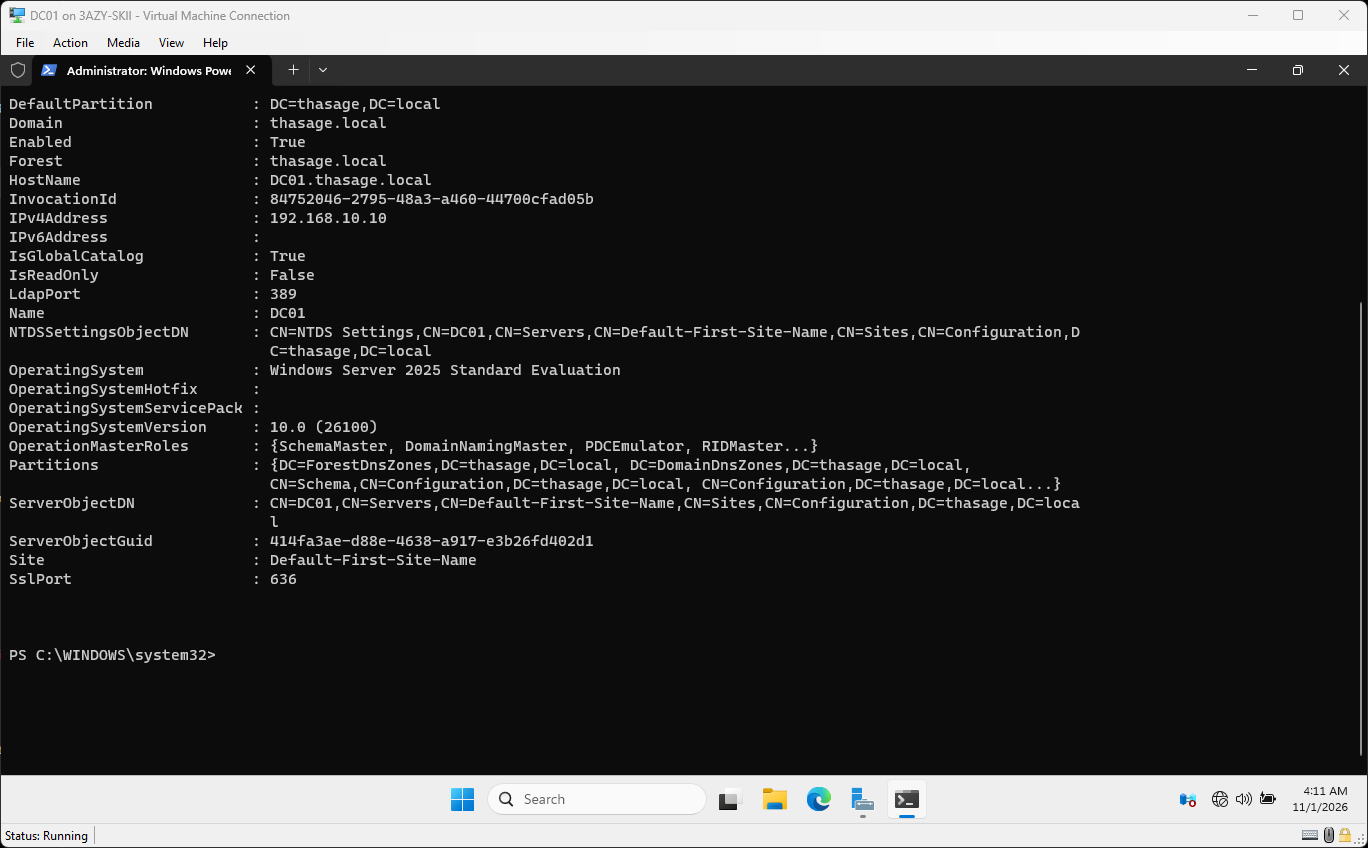 DC01 on 3AZY-SKII - Virtual Machine Connection
File Action Media View Help
Administrator: Windows Powe
DefaultPartition : DC=thasage,DC=local
Domain : thasage.local
Enabled : True
Forest : thasage.local
HostName : DC01.thasage.local
InvocationId : 84752046-2795-48a3-a460-44700cfad05b
IPv4Address : 192.168.10.10
IPv6Address :
IsGlobalCatalog : True
IsReadOnly : False
LdapPort : 389
Name : DC01
NTDSSettingsObjectDN : CN=NTDS Settings,CN=DC01,CN=Servers,CN=Default-First-Site-Name,CN=Sites,CN=Configuration,D
C=thasage,DC=local
OperatingSystem : Windows Server 2025 Standard Evaluation
OperatingSystemHotfix :
OperatingSystemServicePack :
OperatingSystemVersion : 10.0 (26100)
OperationMasterRoles : {SchemaMaster, DomainNamingMaster, PDCEmulator, RIDMaster...}
Partitions : {DC=ForestDnsZones,DC=thasage,DC=local, DC=DomainDnsZones,DC=thasage,DC=local,
CN=Schema,CN=Configuration,DC=thasage,DC=local, CN=Configuration,DC=thasage,DC=local...}
ServerObjectDN : CN=DC01,CN=Servers,CN=Default-First-Site-Name,CN=Sites,CN=Configuration,DC=thasage,DC=loca
l
ServerObjectGuid : 414fa3ae-d88e-4638-a917-e3b26fd402d1
Site : Default-First-Site-Name
SslPort : 636
PS C:\WINDOWS\system32>
Search
4:11 AM
11/1/2026
Status: Running